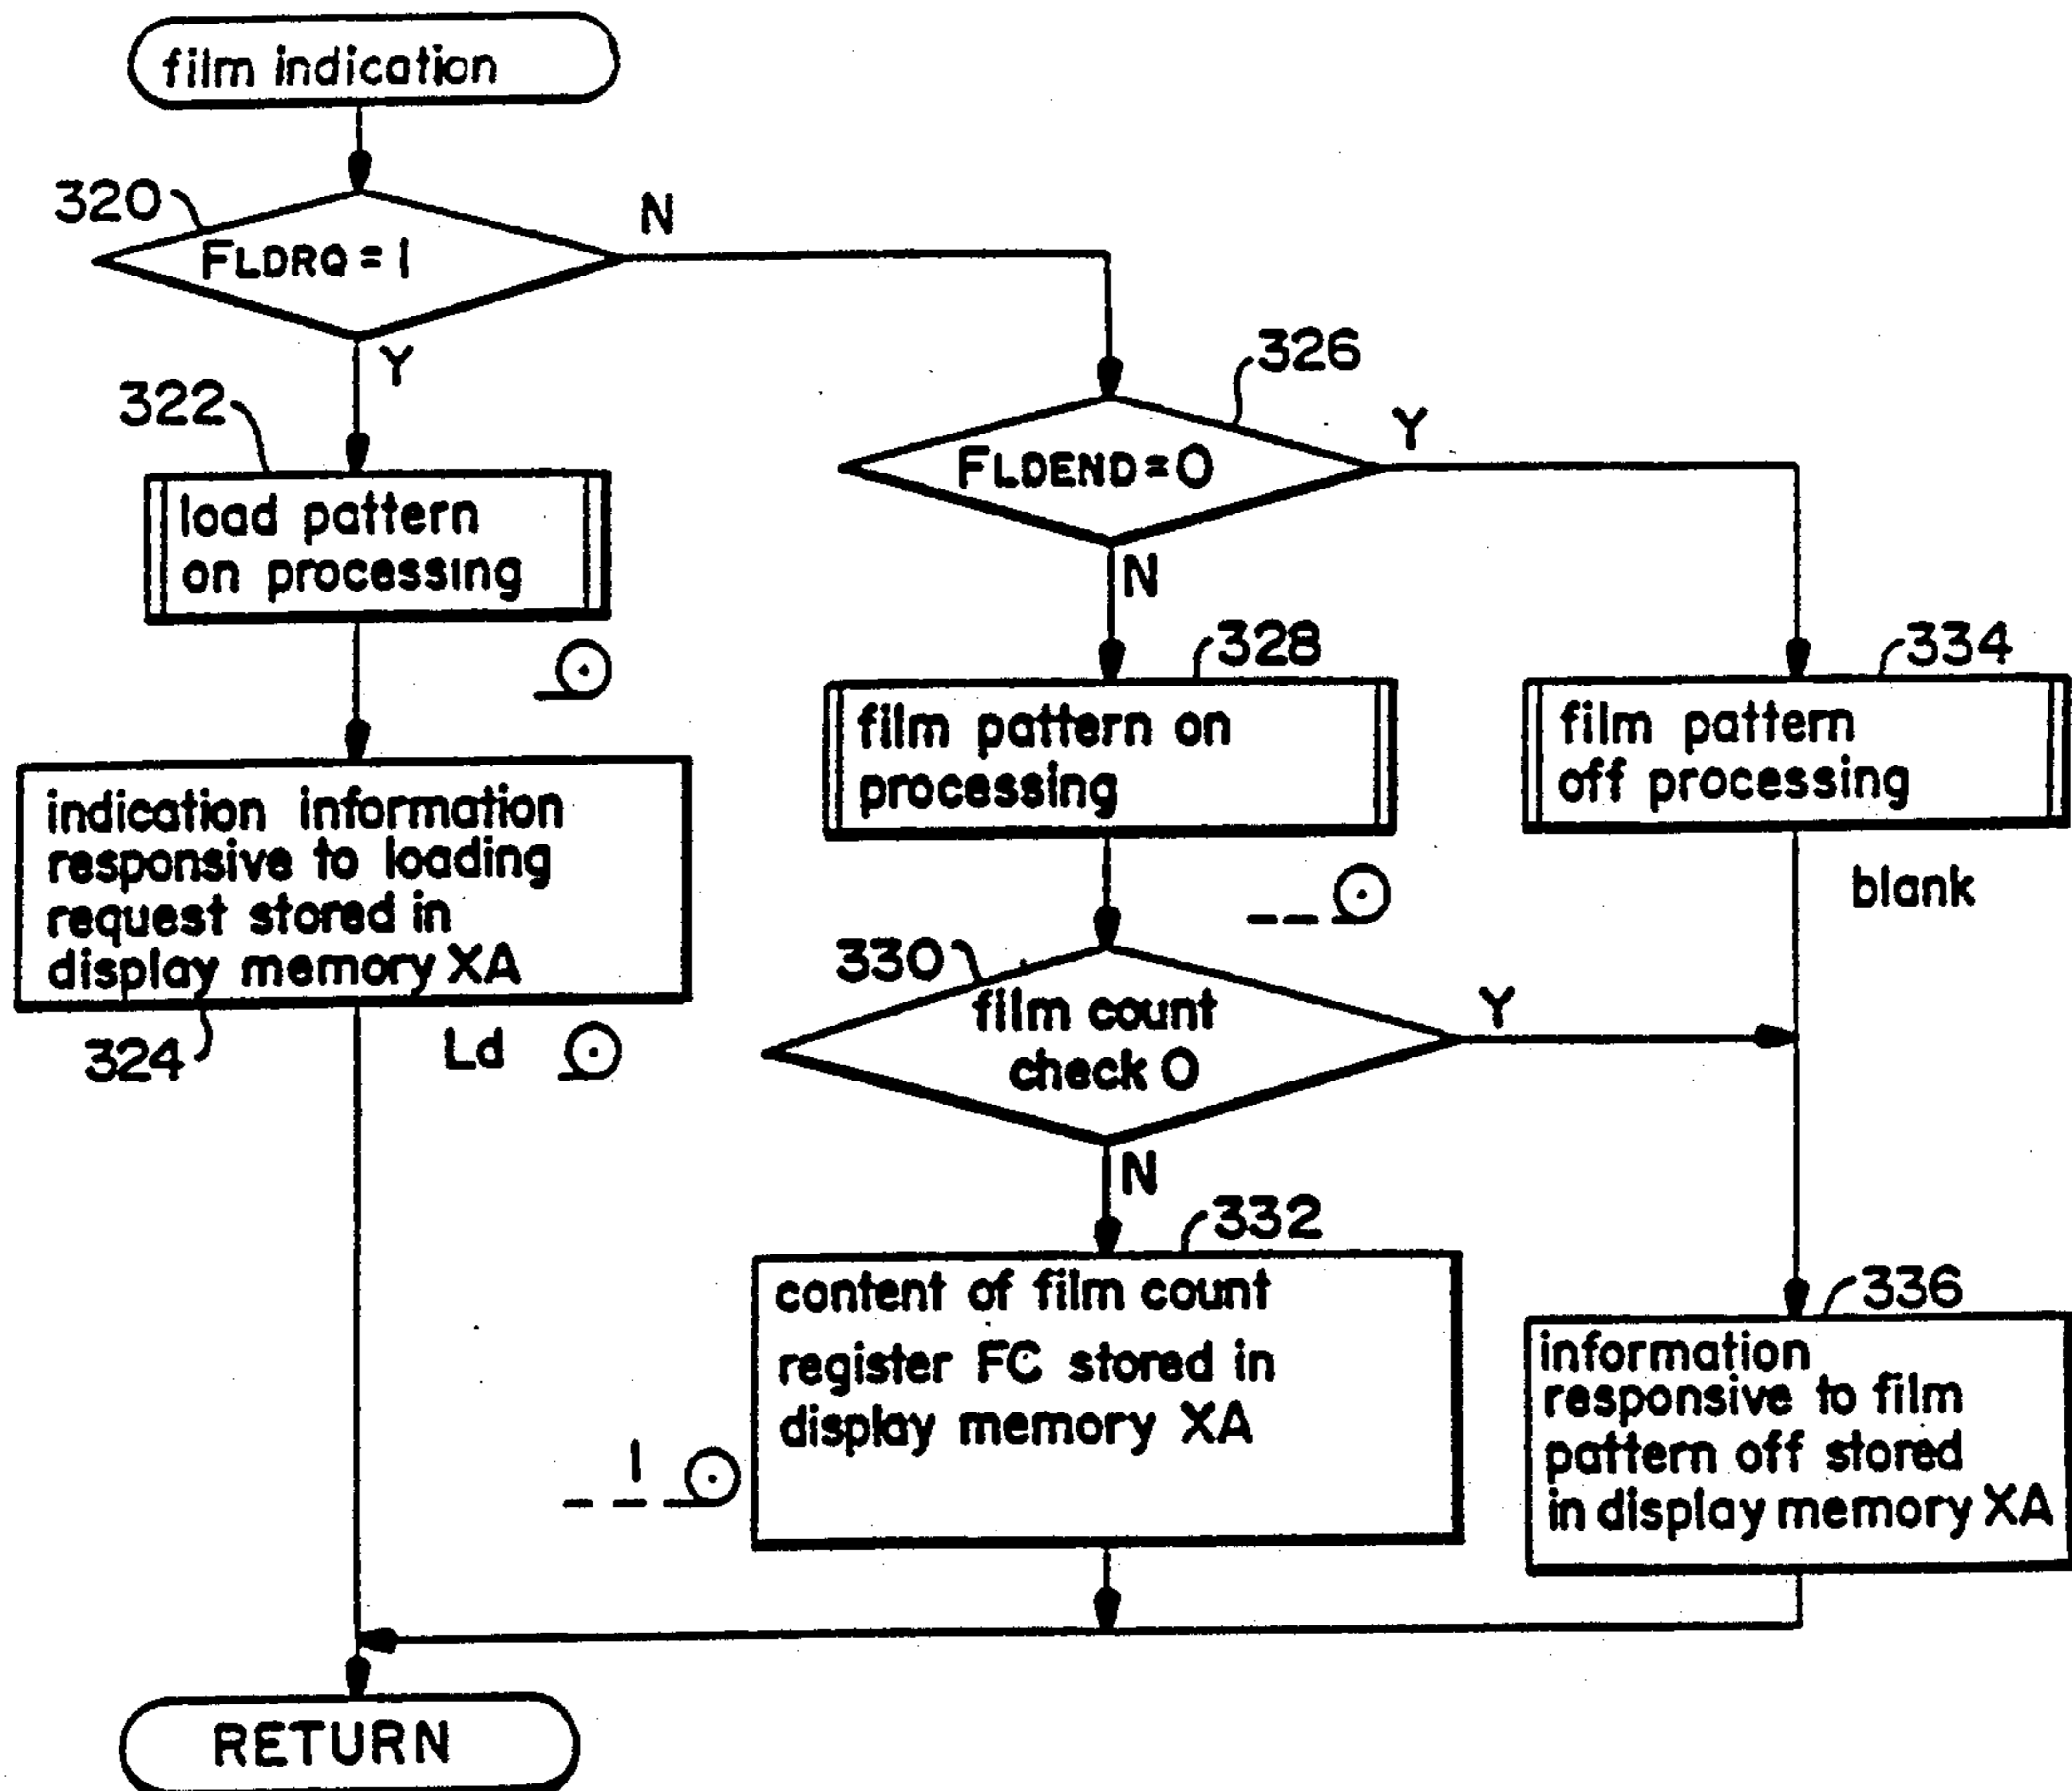 film indication
320
FLDRQ = 1
N
Y
322
load pattern
on processing
indication information
responsive to loading
request stored in
display memory XA
324
Ld
326
FLDEND = 0
Y
N
328
film pattern on
processing
334
film pattern
off processing
blank
330
film count
check 0
Y
N
332
content of film count
register FC stored in
display memory XA
1
336
information
responsive to film
pattern off stored
in display memory XA
RETURN